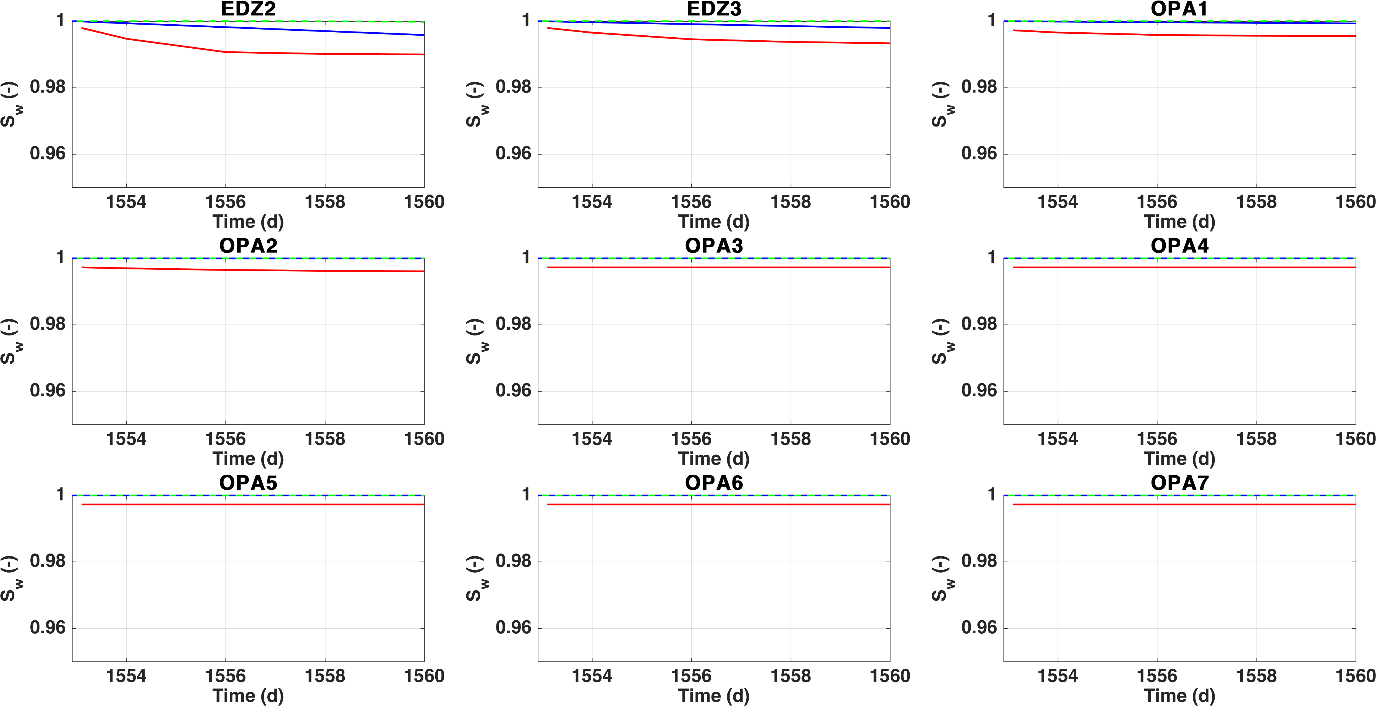 EDZ2
EDZ3
OPA1
1
0.98
0.96
S_w (-)
1554 1556 1558 1560
Time (d)
1
0.98
0.96
S_w (-)
1554 1556 1558 1560
Time (d)
1
0.98
0.96
S_w (-)
1554 1556 1558 1560
Time (d)
OPA2
OPA3
OPA4
1
0.98
0.96
S_w (-)
1554 1556 1558 1560
Time (d)
1
0.98
0.96
S_w (-)
1554 1556 1558 1560
Time (d)
1
0.98
0.96
S_w (-)
1554 1556 1558 1560
Time (d)
OPA5
OPA6
OPA7
1
0.98
0.96
S_w (-)
1554 1556 1558 1560
Time (d)
1
0.98
0.96
S_w (-)
1554 1556 1558 1560
Time (d)
1
0.98
0.96
S_w (-)
1554 1556 1558 1560
Time (d)